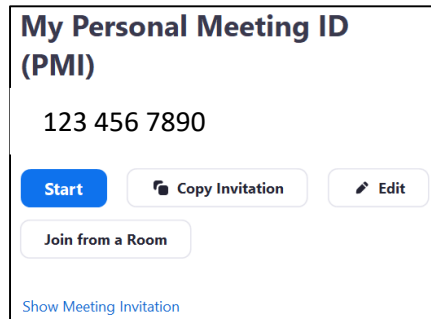 My Personal Meeting ID
(PMI)
123 456 7890
Start
Copy Invitation
Edit
Join from a Room
Show Meeting Invitation